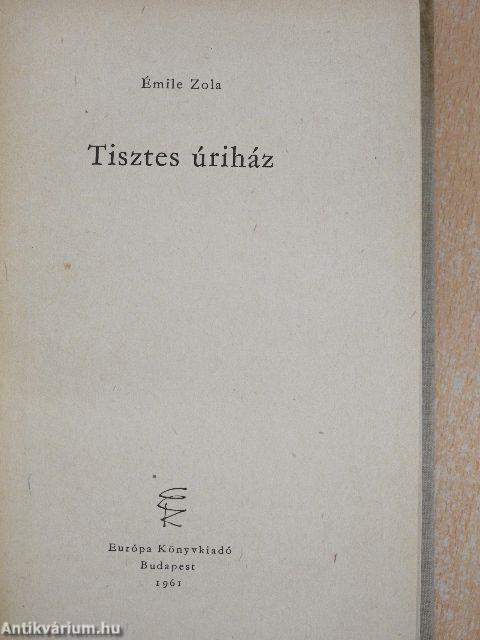 Émile Zola
Tisztes úriház
Európa Könyvkiadó
Budapest
1961
Antikvárium.hu